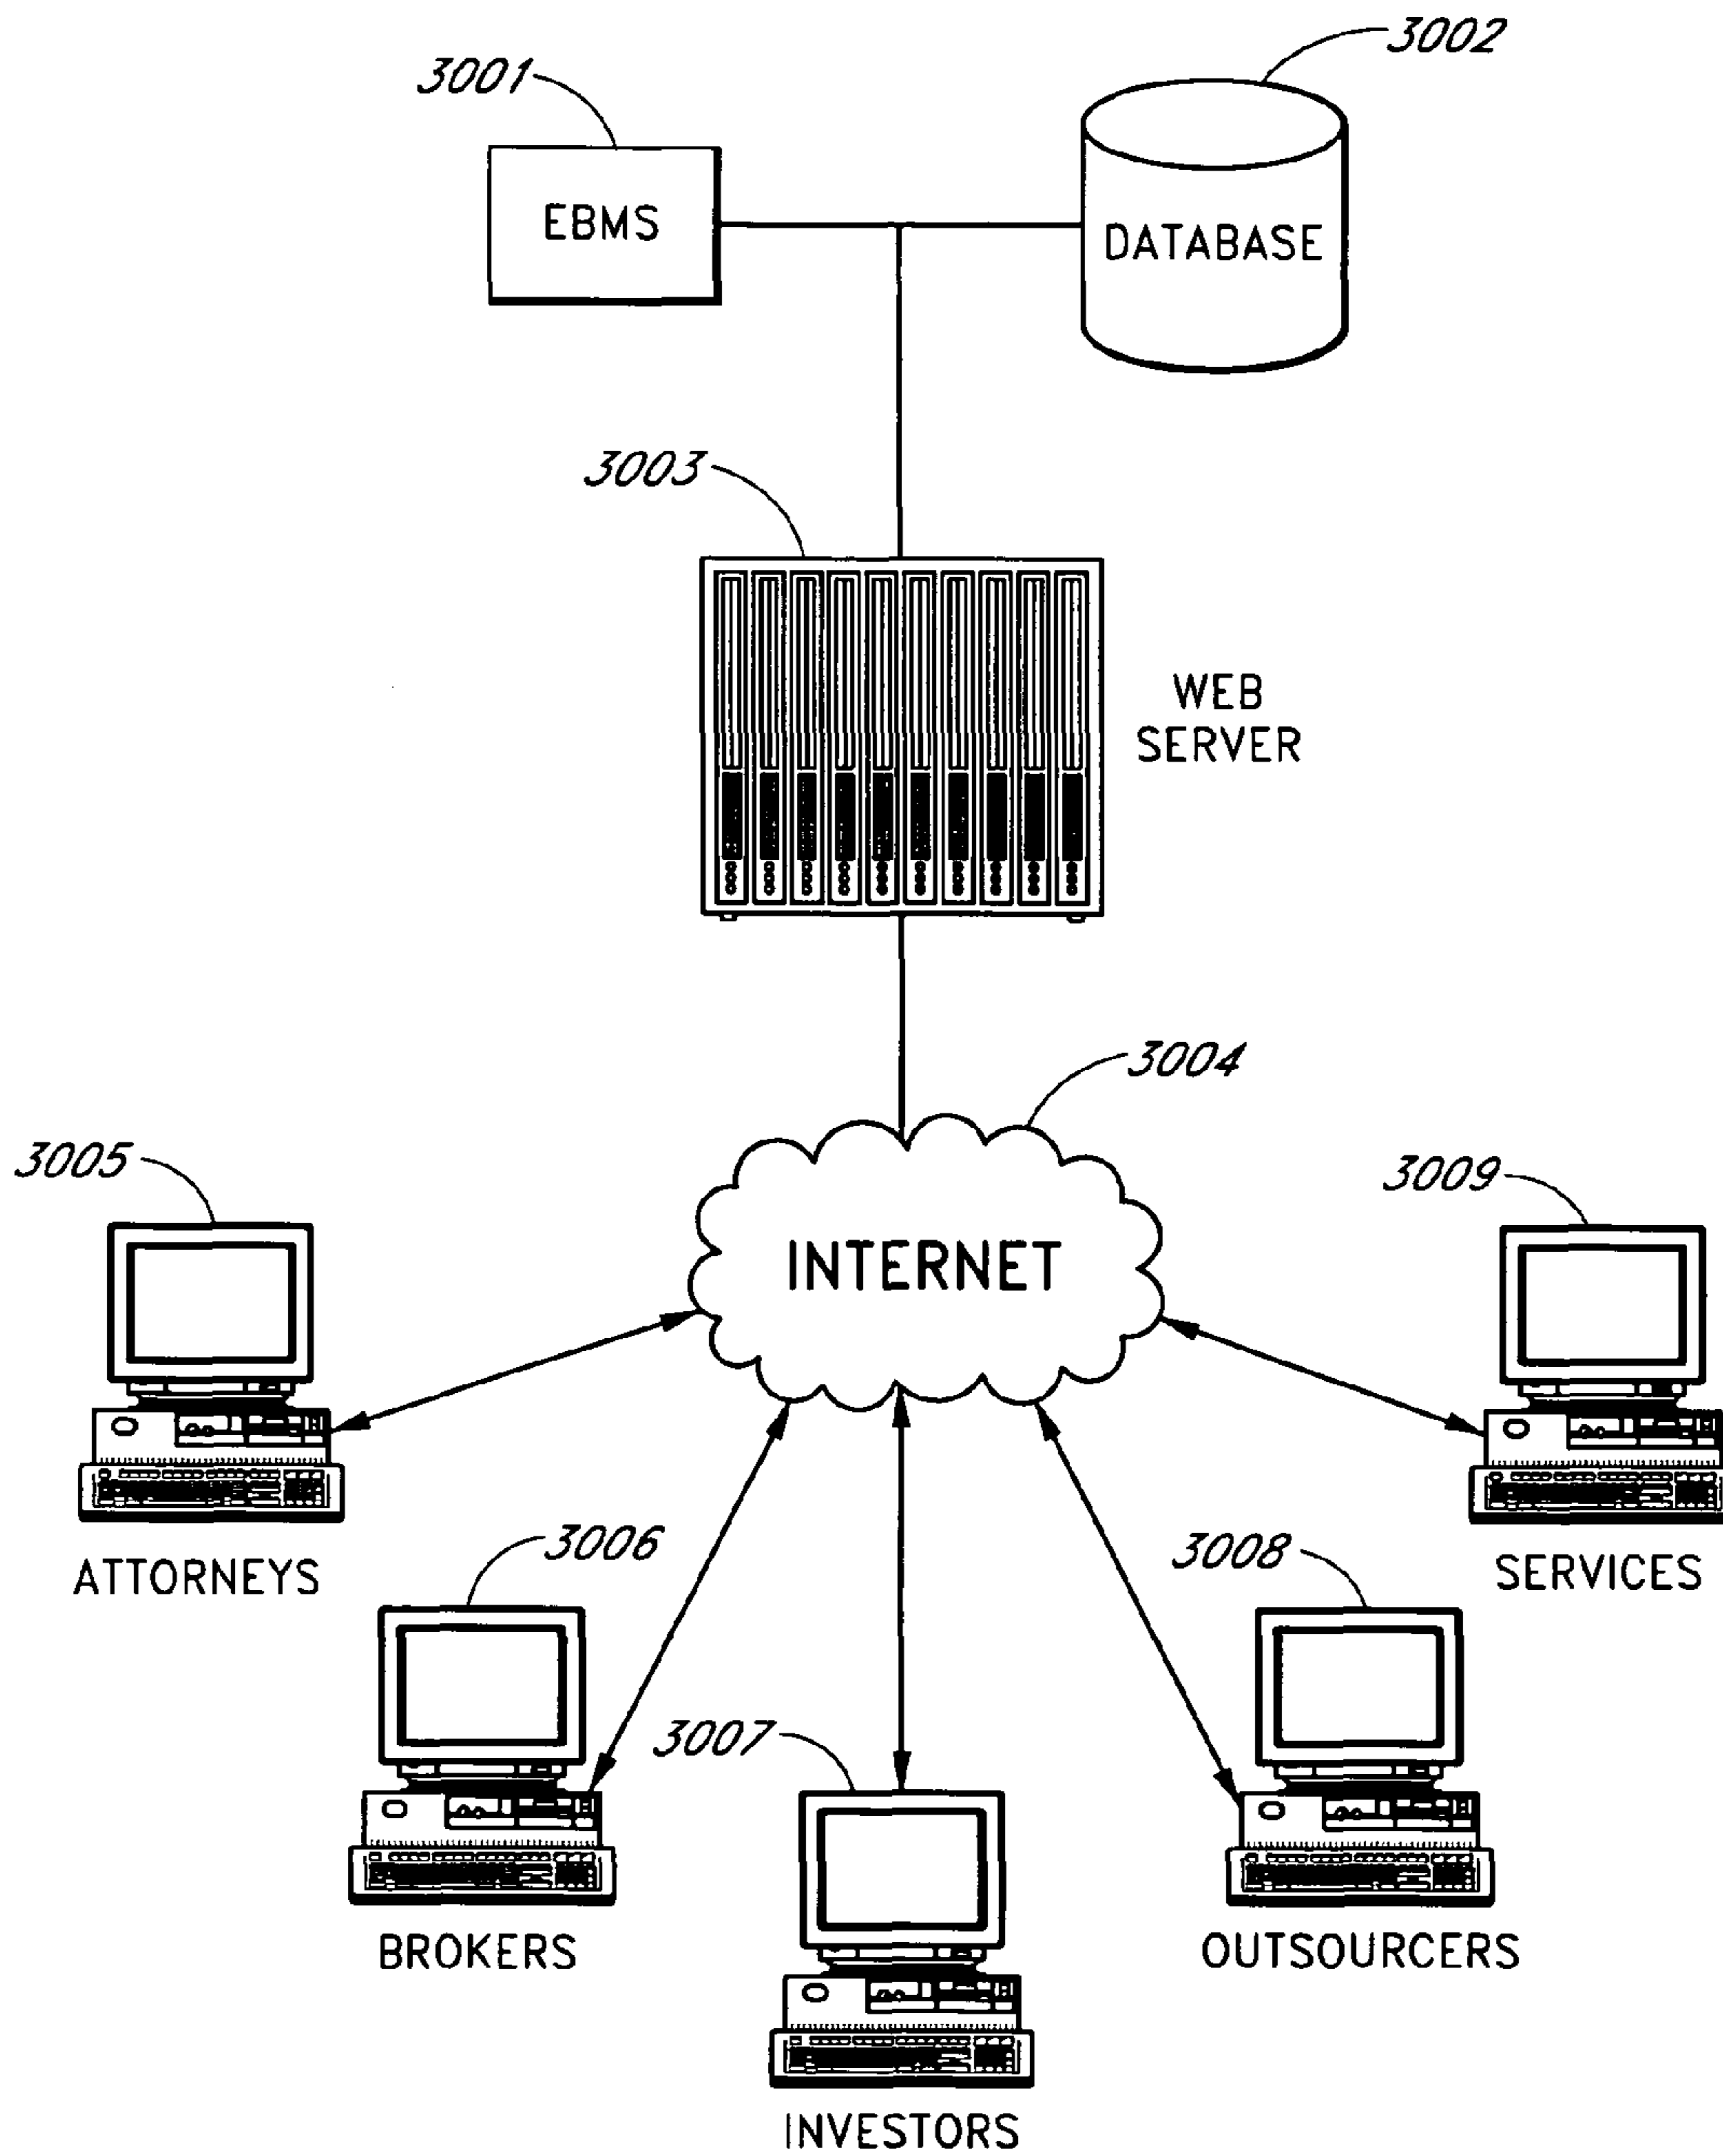 3001
3002
EBMS
DATABASE
3003
WEB
SERVER
3004
3005
3009
INTERNET
3006
3008
ATTORNEYS
SERVICES
3007
BROKERS
OUTSOURCERS
INVESTORS